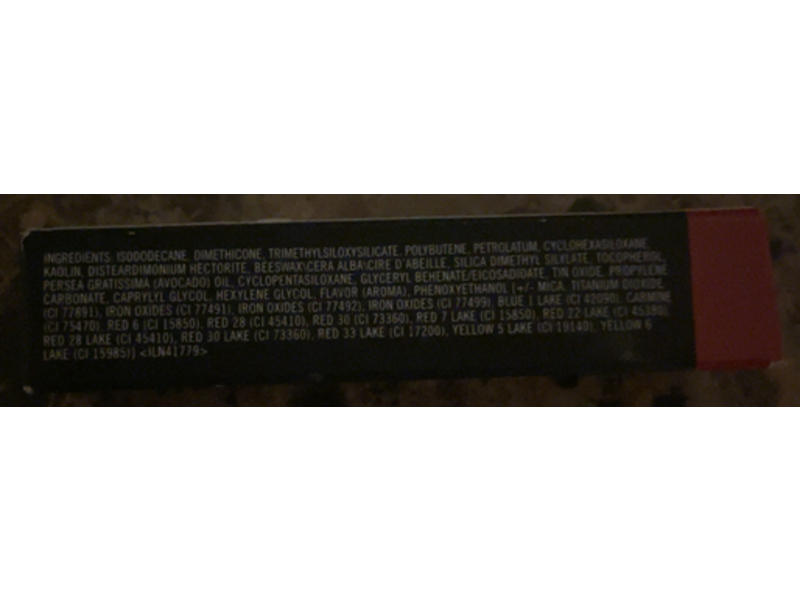 INGREDIENTS: ISODODECANE, DIMETHICONE, TRIMETHYLSILOXYSILICATE, POLYBUTENE, PETROLATUM, CYCLOHEXASILOXANE,
KAOLIN, DISTEARDIMONIUM HECTORITE, BEESWAX\CERA ALBA\CIRE D'ABEILLE, SILICA DIMETHYL SILYLATE, TOCOPHEROL,
PERSEA GRATISSIMA (AVOCADO) OIL, CYCLOPENTASILOXANE, GLYCERYL BEHENATE/EICOSADIOATE, TIN OXIDE, PROPYLENE
CARBONATE, CAPRYLYL GLYCOL, HEXYLENE GLYCOL, FLAVOR (AROMA), PHENOXYETHANOL [+/- MICA, TITANIUM DIOXIDE
(CI 77891), IRON OXIDES (CI 77491), IRON OXIDES (CI 77492), IRON OXIDES (CI 77499), BLUE 1 LAKE (CI 42090), CARMINE
(CI 75470), RED 6 (CI 15850), RED 28 (CI 45410), RED 30 (CI 73360), RED 7 LAKE (CI 15850), RED 22 LAKE (CI 45380),
RED 28 LAKE (CI 45410), RED 30 LAKE (CI 73360), RED 33 LAKE (CI 17200), YELLOW 5 LAKE (CI 19140), YELLOW 6
LAKE (CI 15985)] <ILN41779>